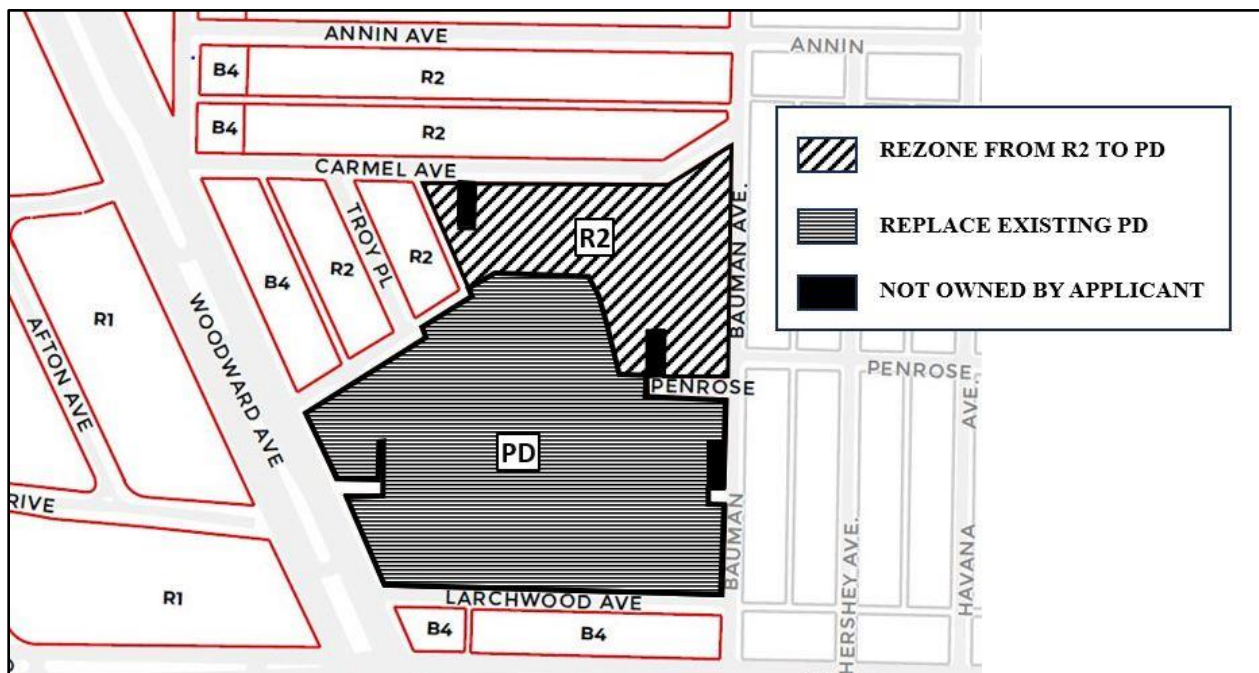 ANNIN AVE
ANNIN
B4
R2
B4
R2
CARMEL AVE
REZONE FROM R2 TO PD
REPLACE EXISTING PD
NOT OWNED BY APPLICANT
TROY PL
R2
R2
R2
B4
BAUMAN AVE.
R1
AFTON AVE
WOODWARD AVE
PENROSE
PENROSE
PD
RIVE
BAUMAN
HERSHEY AVE.
HAVANA AVE.
R1
LARCHWOOD AVE
B4
B4